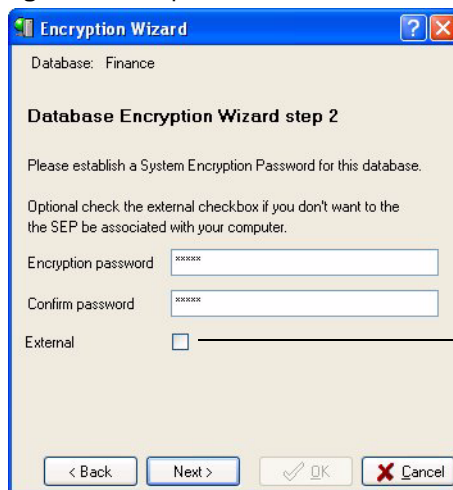 Encryption Wizard
Database: Finance
Database Encryption Wizard step 2
Please establish a System Encryption Password for this database.
Optional check the external checkbox if you don't want to the
the SEP be associated with your computer.
Encryption password xxxxx
Confirm password xxxxx
External
< Back Next > OK Cancel